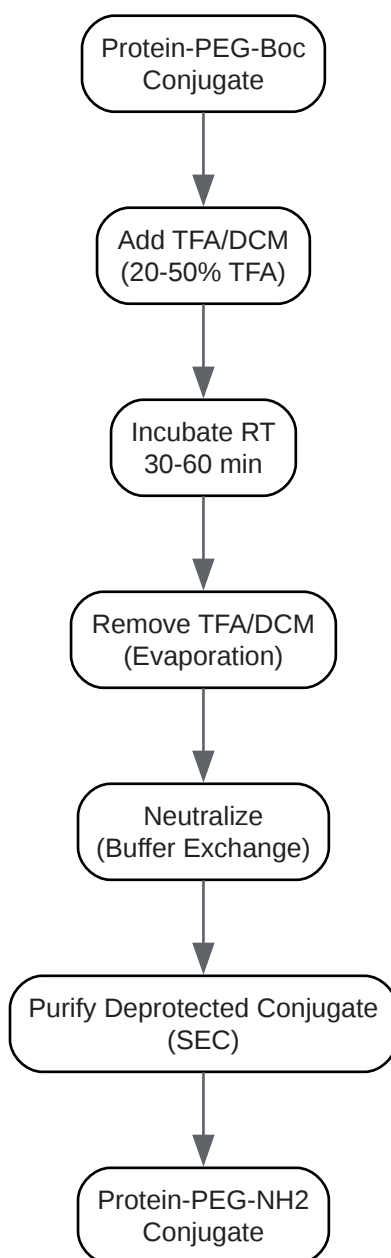 Protein-PEG-Boc
Conjugate
Add TFA/DCM
(20-50% TFA)
Incubate RT
30-60 min
Remove TFA/DCM
(Evaporation)
Neutralize
(Buffer Exchange)
Purify Deprotected Conjugate
(SEC)
Protein-PEG-NH2
Conjugate